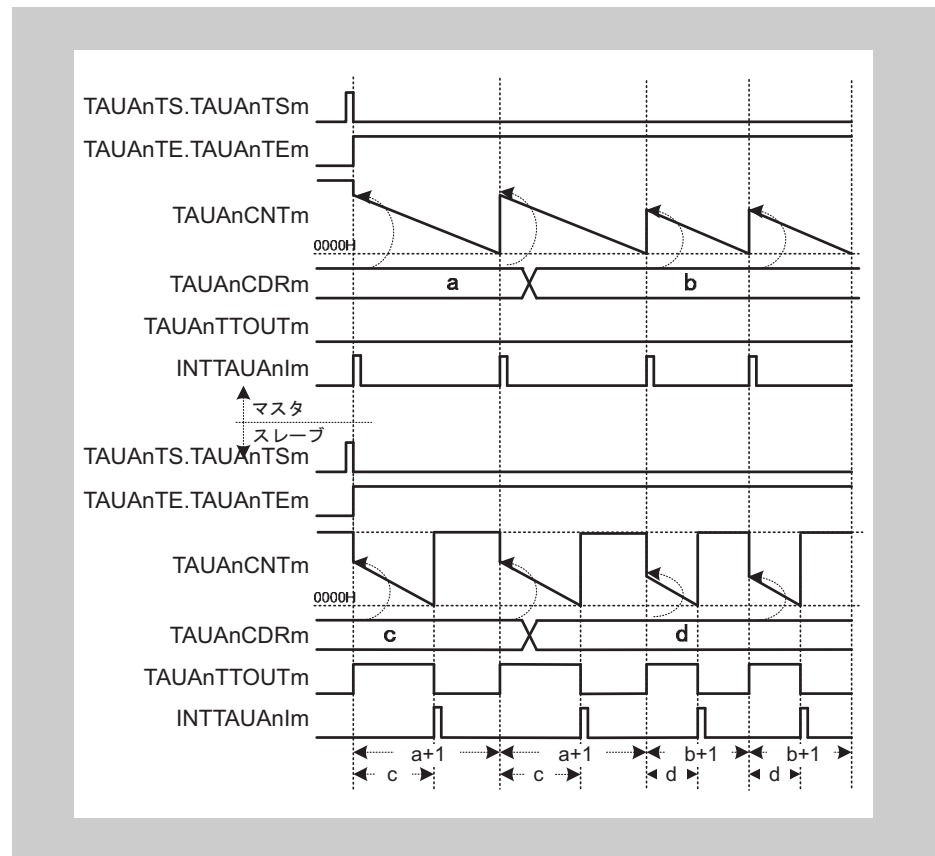 TAUAnTS.TAUAnTSm
TAUAnTE.TAUAnTEm
TAUAnCNTm
0000H
TAUAnCDRm
a
b
TAUAnTTOUTm
INTTAUAnIm
マスタ
スレーブ
TAUAnTS.TAUAnTSm
TAUAnTE.TAUAnTEm
TAUAnCNTm
0000H
TAUAnCDRm
c
d
TAUAnTTOUTm
INTTAUAnIm
a+1 a+1 b+1 b+1
c c d d